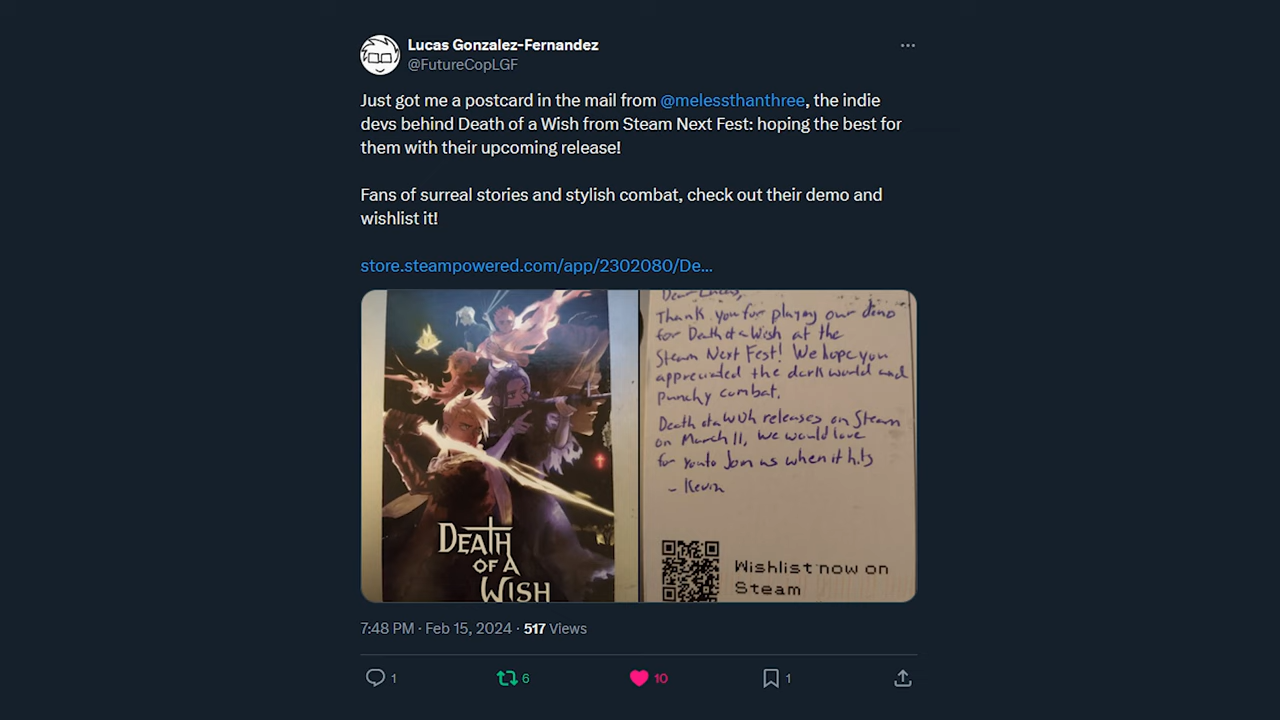 Lucas Gonzalez-Fernandez
@FutureCopLGF
Just got me a postcard in the mail from @melessthanthree, the indie
devs behind Death of a Wish from Steam Next Fest: hoping the best for
them with their upcoming release!
Fans of surreal stories and stylish combat, check out their demo and
wishlist it!
store.steampowered.com/app/2302080/De...
DEATH
OF A
WISH
Dear Lucas,
Thank you for playing our demo
for Death of a Wish at the
Steam Next Fest! We hope you
appreciated the dark world and
punchy combat.
Death of a Wish releases on Steam
on March 11, we would love
for you to Join us when it hits
- Kevin
Wishlist now on
Steam
7:48 PM · Feb 15, 2024 · 517 Views
1
6
10
1